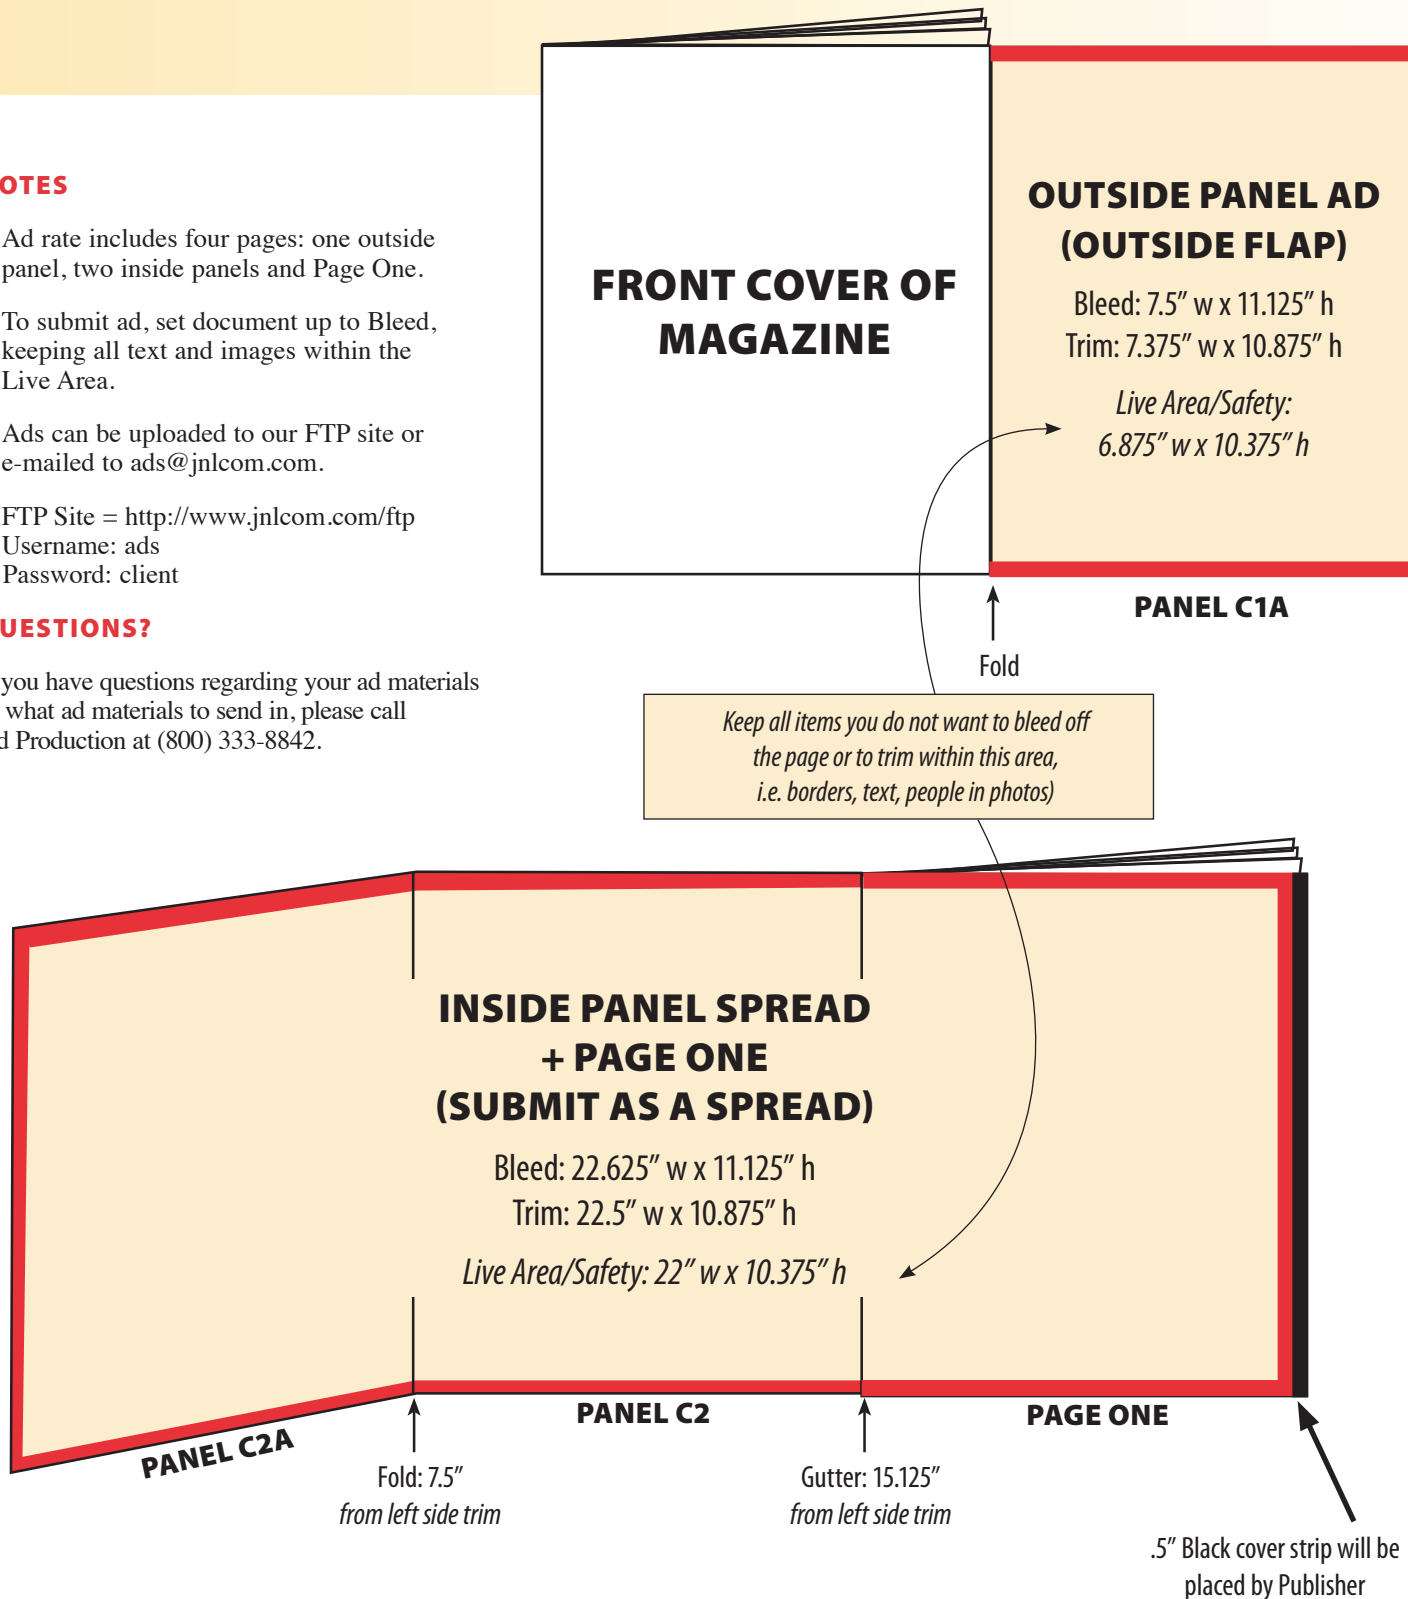 OTES
Ad rate includes four pages: one outside
panel, two inside panels and Page One.
To submit ad, set document up to Bleed,
keeping all text and images within the
Live Area.
Ads can be uploaded to our FTP site or
e-mailed to ads@jnlcom.com.
FTP Site = http://www.jnlcom.com/ftp
Username: ads
Password: client
UESTIONS?
you have questions regarding your ad materials
what ad materials to send in, please call
d Production at (800) 333-8842.
FRONT COVER OF
MAGAZINE
OUTSIDE PANEL AD
(OUTSIDE FLAP)
Bleed: 7.5” w x 11.125” h
Trim: 7.375” w x 10.875” h
Live Area/Safety:
6.875” w x 10.375” h
PANEL C1A
Fold
Keep all items you do not want to bleed off
the page or to trim within this area,
i.e. borders, text, people in photos)
INSIDE PANEL SPREAD
+ PAGE ONE
(SUBMIT AS A SPREAD)
Bleed: 22.625” w x 11.125” h
Trim: 22.5” w x 10.875” h
Live Area/Safety: 22” w x 10.375” h
PANEL C2A
PANEL C2
PAGE ONE
Fold: 7.5”
from left side trim
Gutter: 15.125”
from left side trim
.5” Black cover strip will be
placed by Publisher